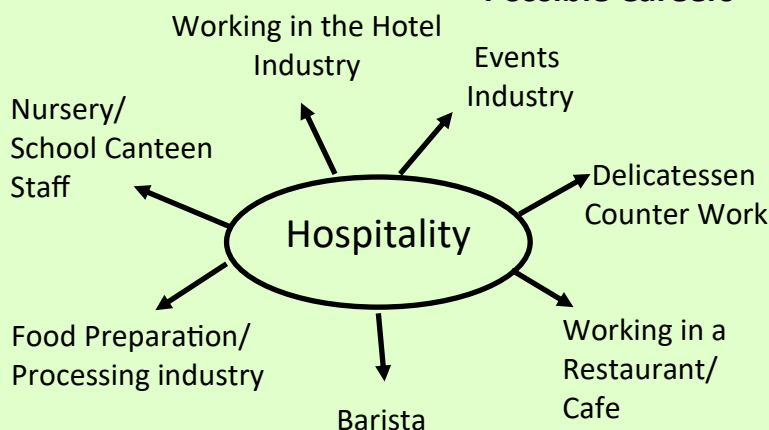 Working in the Hotel
Industry
Events
Industry
Nursery/
School Canteen
Staff
Delicatessen
Counter Work
Hospitality
Food Preparation/
Processing industry
Working in a
Restaurant/
Cafe
Barista